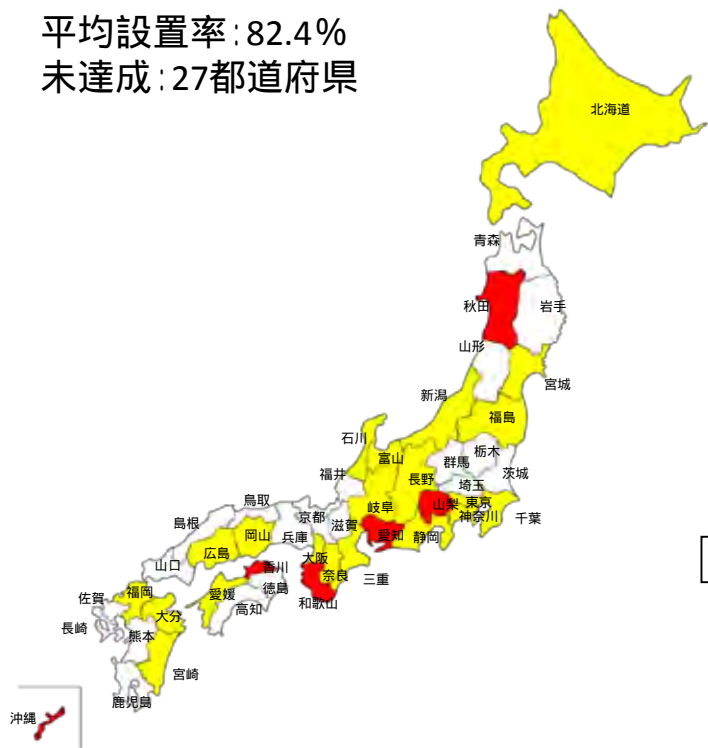 平均設置率：82.4％
未達成：27都道府県
北海道
青森
秋田
岩手
山形
宮城
新潟
福島
石川
富山
栃木
群馬
長野
茨城
福井
埼玉
岐阜
山梨
東京
鳥取
京都
滋賀
神奈川
千葉
島根
岡山
兵庫
愛知
静岡
広島
大阪
山口
香川
奈良
三重
福岡
愛媛
徳島
佐賀
和歌山
大分
高知
長崎
熊本
宮崎
鹿児島
沖縄